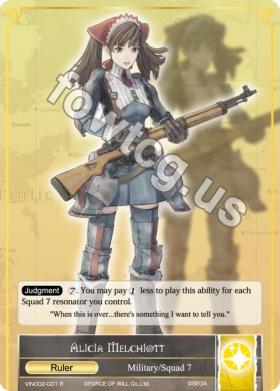 fowtcg.us
Judgment 7. You may pay 1 less to play this ability for each
Squad 7 resonator you control.
"When this is over...there's something I want to tell you."
Alicia Melchiott
Ruler
Military/Squad 7
VIN002-001 R
©FORCE OF WILL Co.,Ltd.
©SEGA